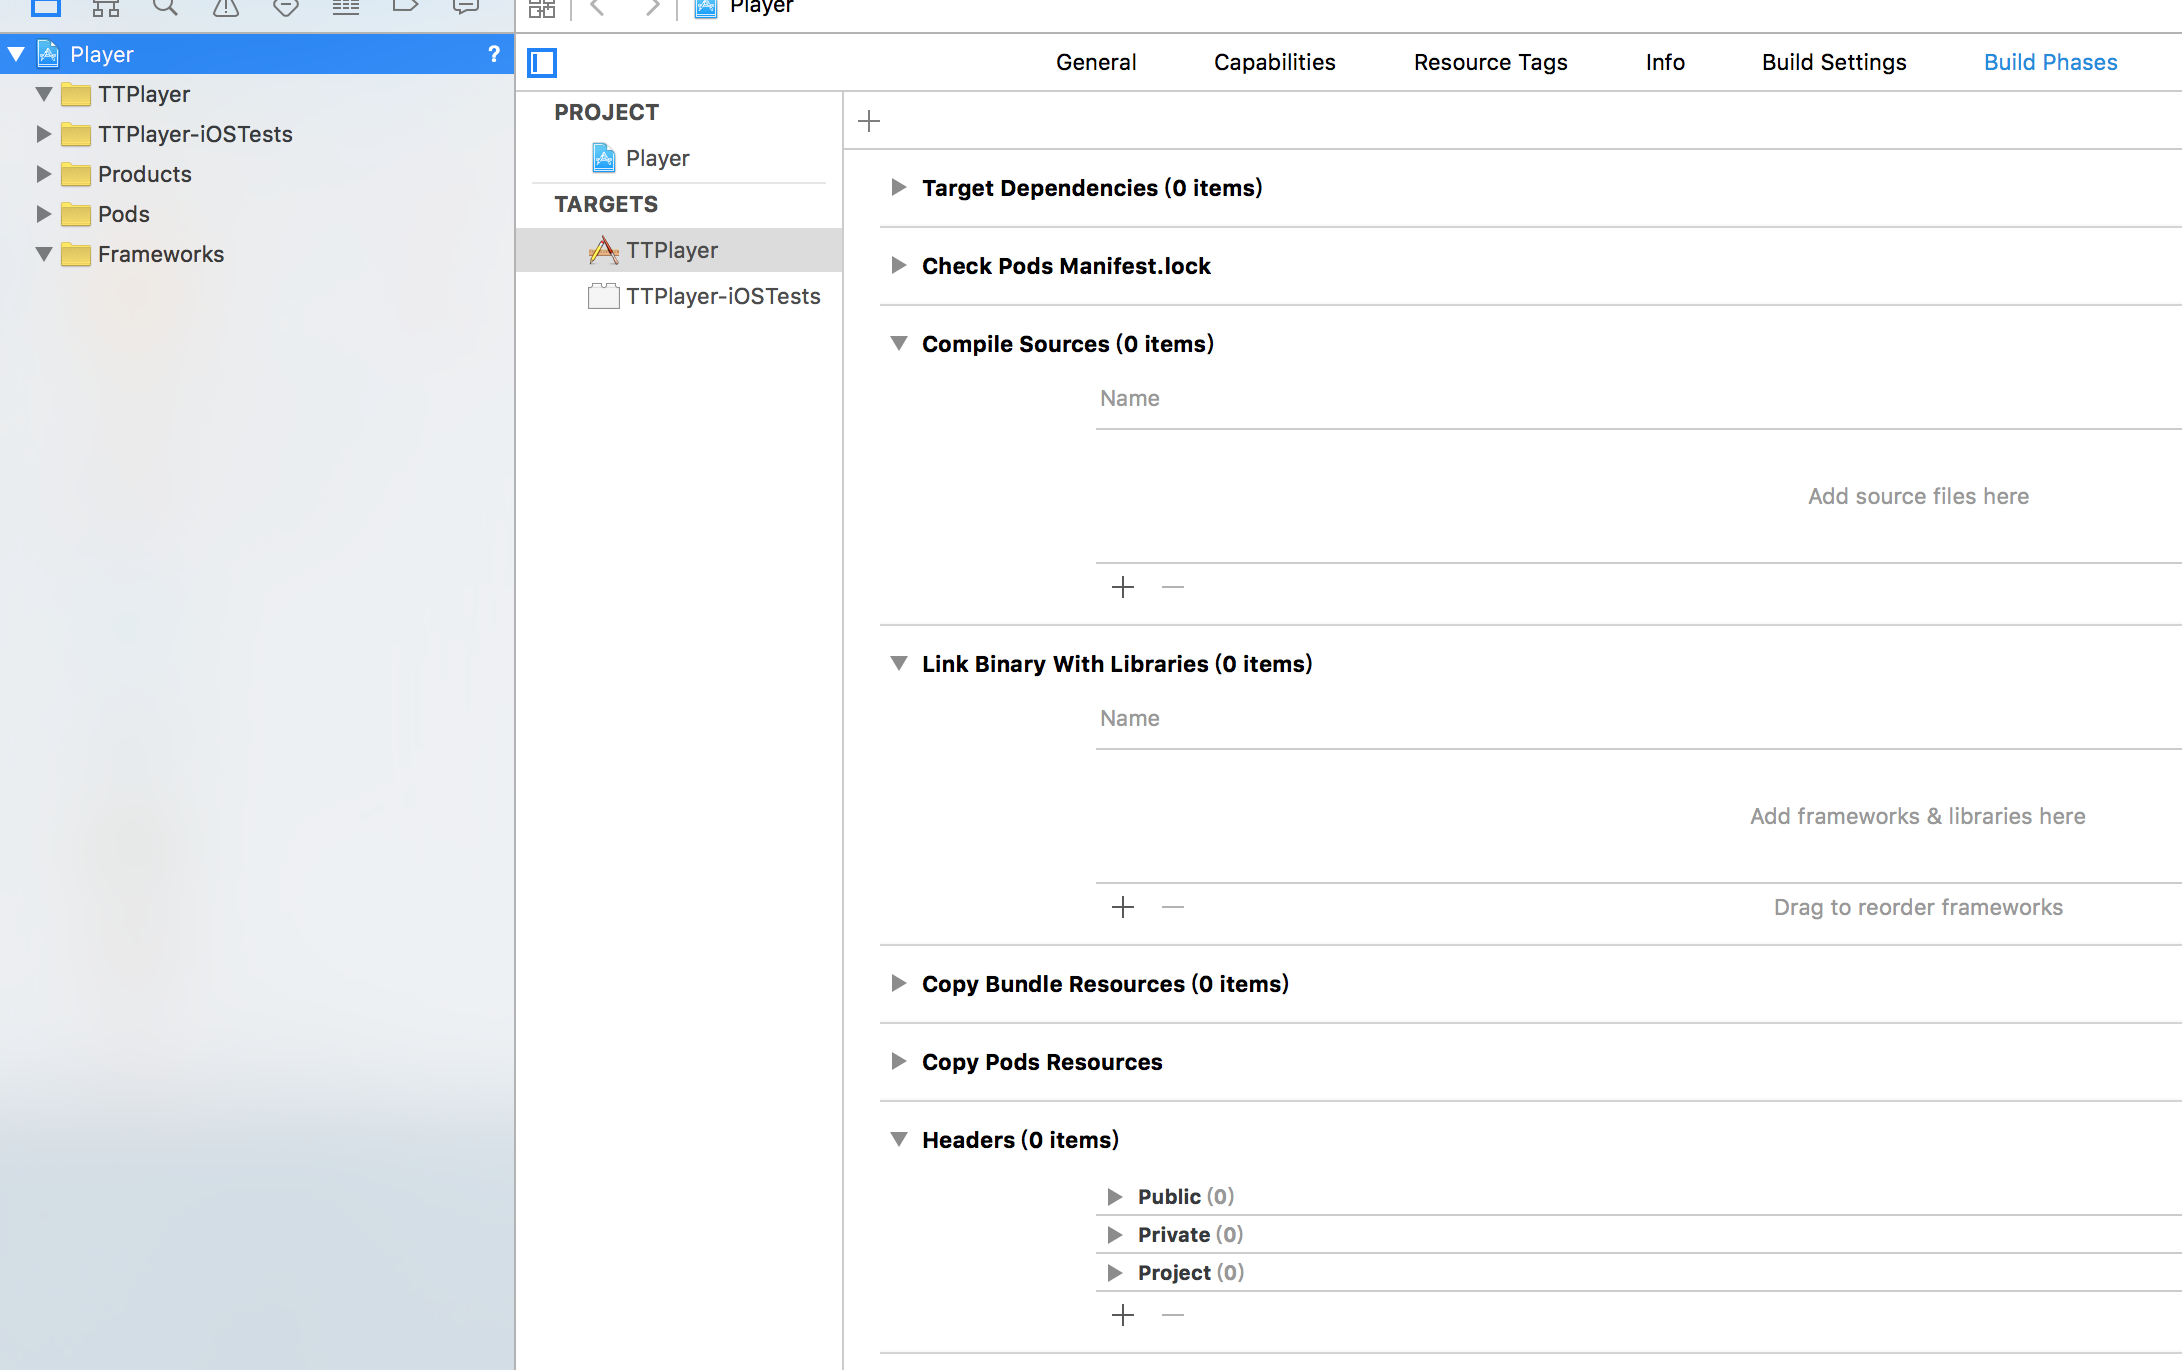 Player
Player
?
TTPlayer
TTPlayer-iOSTests
Products
Pods
Frameworks
General
Capabilities
Resource Tags
Info
Build Settings
Build Phases
PROJECT
Player
TARGETS
TTPlayer
TTPlayer-iOSTests
Target Dependencies (0 items)
Check Pods Manifest.lock
Compile Sources (0 items)
Name
Add source files here
Link Binary With Libraries (0 items)
Name
Add frameworks & libraries here
Drag to reorder frameworks
Copy Bundle Resources (0 items)
Copy Pods Resources
Headers (0 items)
Public (0)
Private (0)
Project (0)